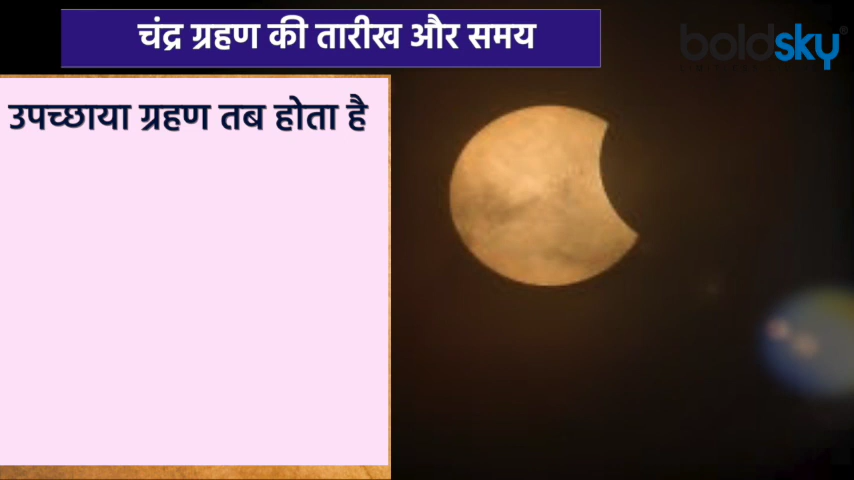 चंद्र ग्रहण की तारीख और समय
boldsky
उपच्छाया ग्रहण तब होता है